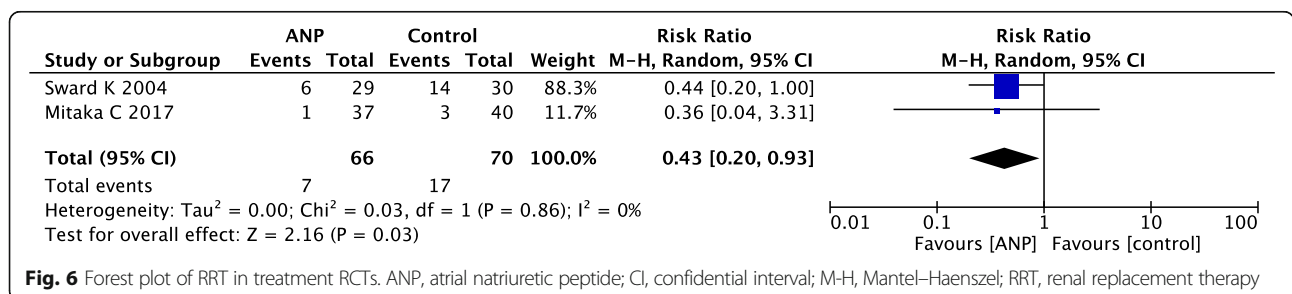 ANP Control Risk Ratio Risk Ratio
Study or Subgroup Events Total Events Total Weight M-H, Random, 95% CI M-H, Random, 95% CI
Sward K 2004 6 29 14 30 88.3% 0.44 [0.20, 1.00]
Mitaka C 2017 1 37 3 40 11.7% 0.36 [0.04, 3.31]
Total (95% CI) 66 70 100.0% 0.43 [0.20, 0.93]
Total events 7 17
Heterogeneity: Tau² = 0.00; Chi² = 0.03, df = 1 (P = 0.86); I² = 0%
Test for overall effect: Z = 2.16 (P = 0.03)
0.01 0.1 1 10 100
Favours [ANP] Favours [control]
Fig. 6 Forest plot of RRT in treatment RCTs. ANP, atrial natriuretic peptide; CI, confidential interval; M-H, Mantel–Haenszel; RRT, renal replacement therapy